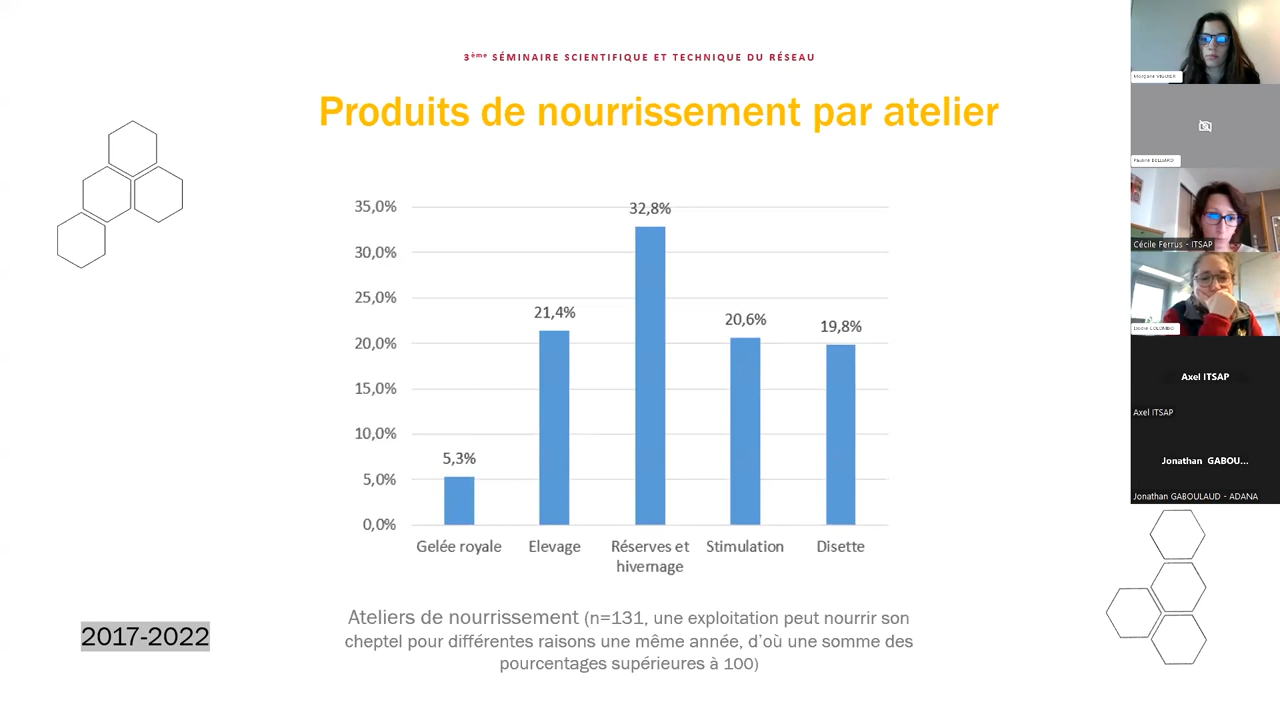 3ème SÉMINAIRE SCIENTIFIQUE ET TECHNIQUE DU RÉSEAU
Produits de nourrissement par atelier
35,0%
30,0%
25,0%
20,0%
15,0%
10,0%
5,0%
0,0%
5,3%
21,4%
32,8%
20,6%
19,8%
Gelée royale
Elevage
Réserves et
hivernage
Stimulation
Disette
Ateliers de nourrissement (n=131, une exploitation peut nourrir son
cheptel pour différentes raisons une même année, d'où une somme des
pourcentages supérieures à 100)
2017-2022
Cécile Ferrus - ITSAP
Axel ITSAP
Axel ITSAP
Jonathan GABOU...
Jonathan GABOULAUD - ADANA